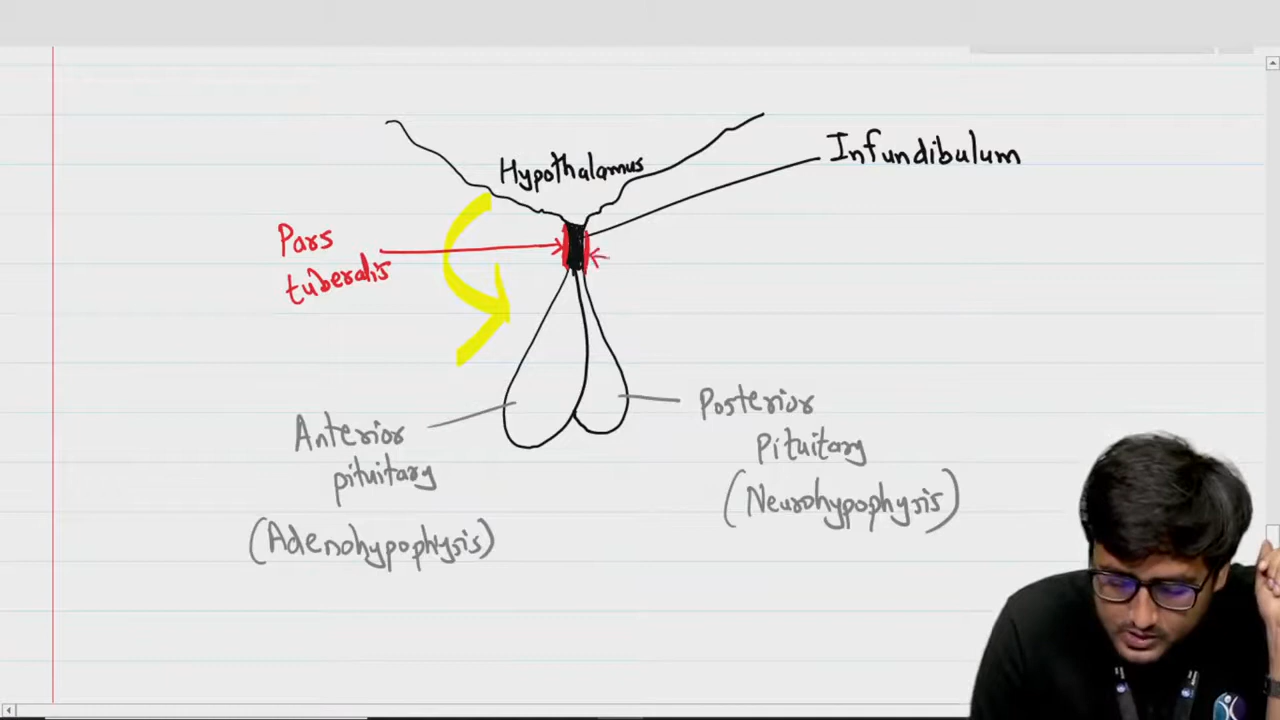 Hypothalamus
Infundibulum
Pars
tuberalis
Anterior
pituitary
(Adenohypophysis)
Posterior
Pituitary
(Neurohypophysis)